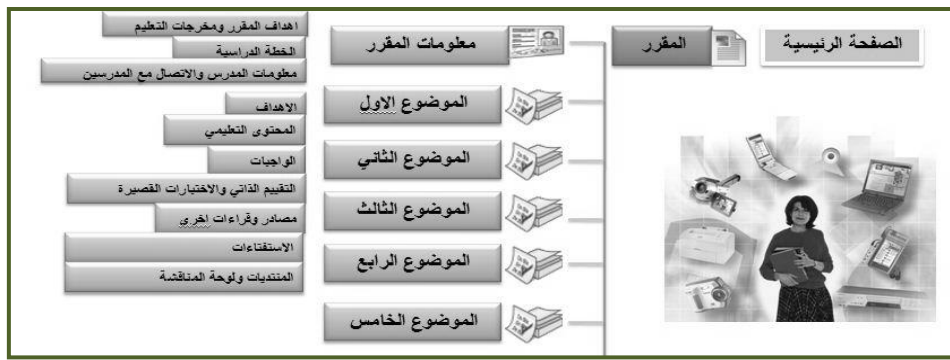 الصفحة الرئيسية
المقرر
معلومات المقرر
اهداف المقرر ومخرجات التعليم
الخطة الدراسية
معلومات المدرس والاتصال مع المدرسين
الموضوع الاول
الاهداف
المحتوى التعليمي
الواجبات
التقييم الذاتي والاختبارات القصيرة
مصادر وقراءات اخرى
الاستفتاءات
المنتديات ولوحة المناقشة
الموضوع الثاني
الموضوع الثالث
الموضوع الرابع
الموضوع الخامس